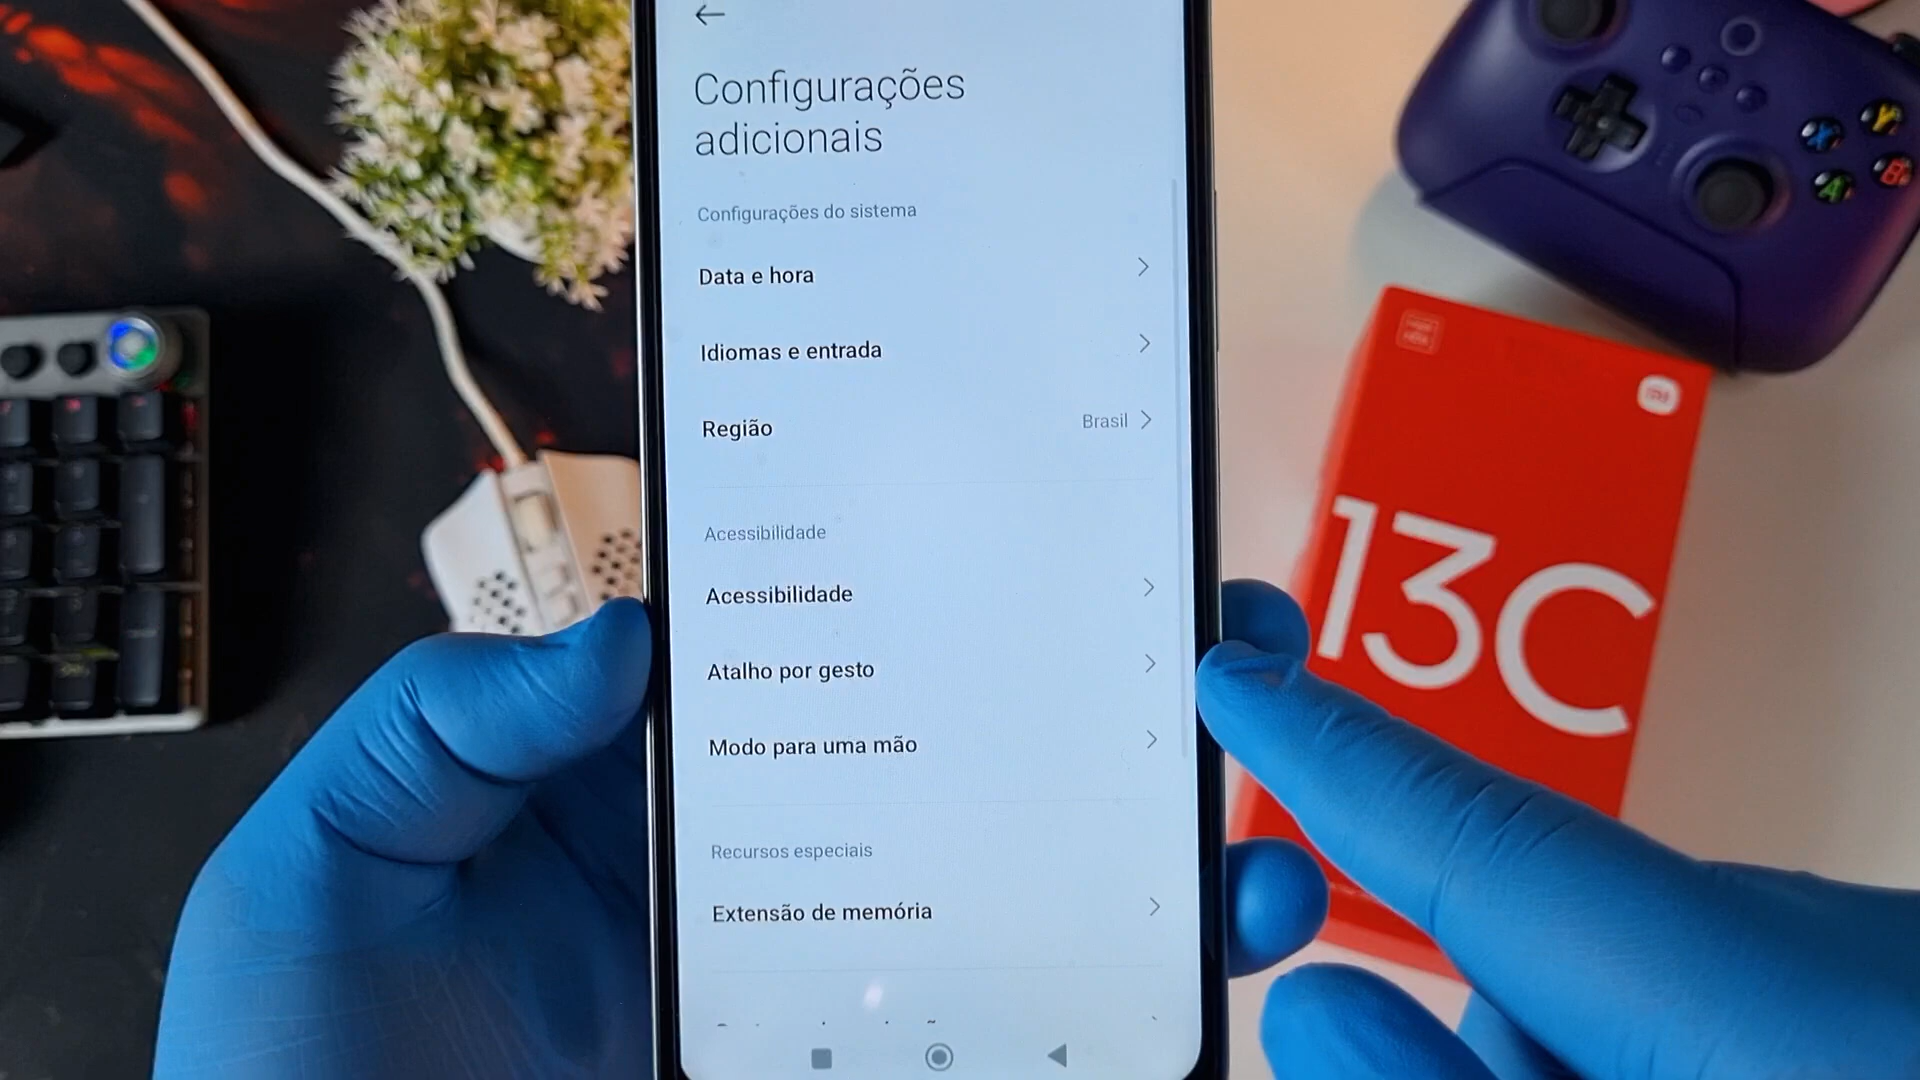 Configurações
adicionais
Configurações do sistema
Data e hora
Idiomas e entrada
Região
Brasil
Acessibilidade
Acessibilidade
Atalho por gesto
Modo para uma mão
Recursos especiais
Extensão de memória
X
Y
A
B
13C